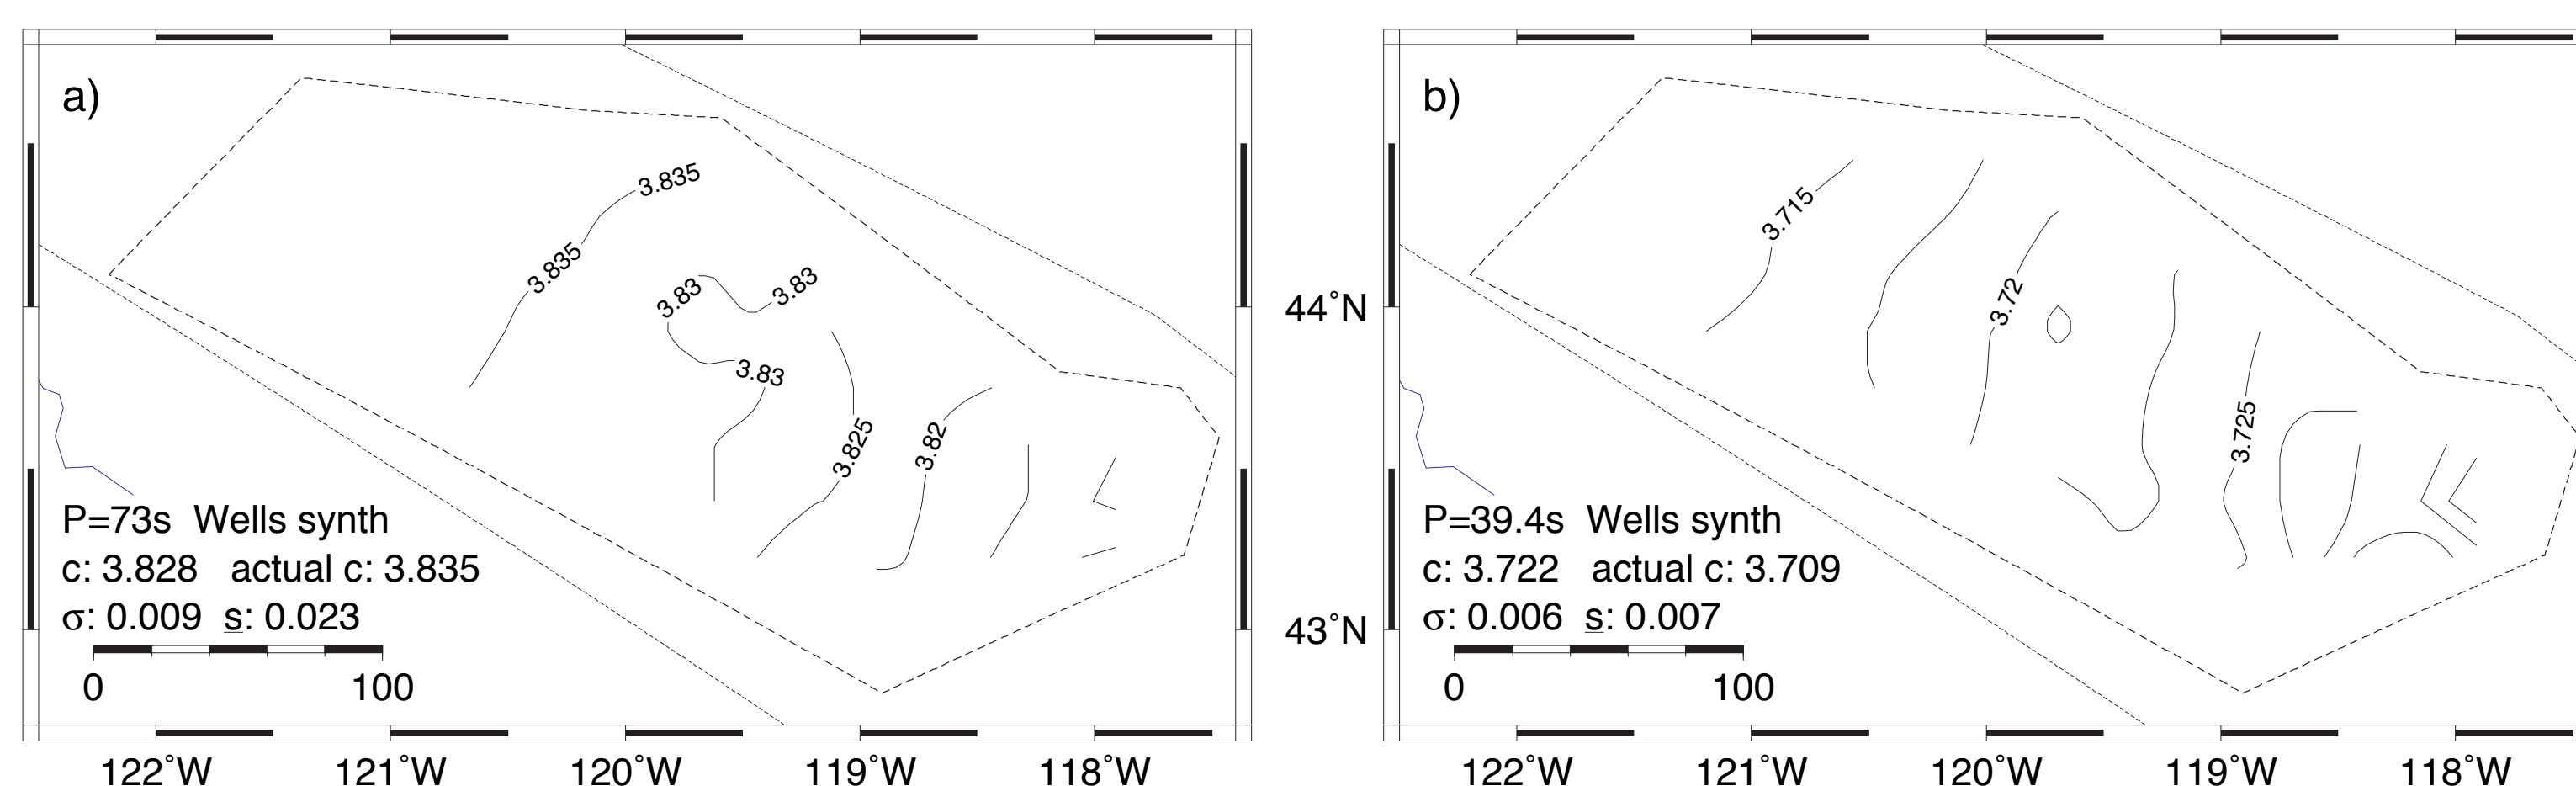 a)
3.835
3.835
3.83
3.83
3.83
3.825
3.82
P=73s Wells synth
c: 3.828 actual c: 3.835
σ: 0.009 s: 0.023
0 100
122˚W 121˚W 120˚W 119˚W 118˚W
44˚N
43˚N
b)
3.715
3.72
3.725
P=39.4s Wells synth
c: 3.722 actual c: 3.709
σ: 0.006 s: 0.007
0 100
122˚W 121˚W 120˚W 119˚W 118˚W